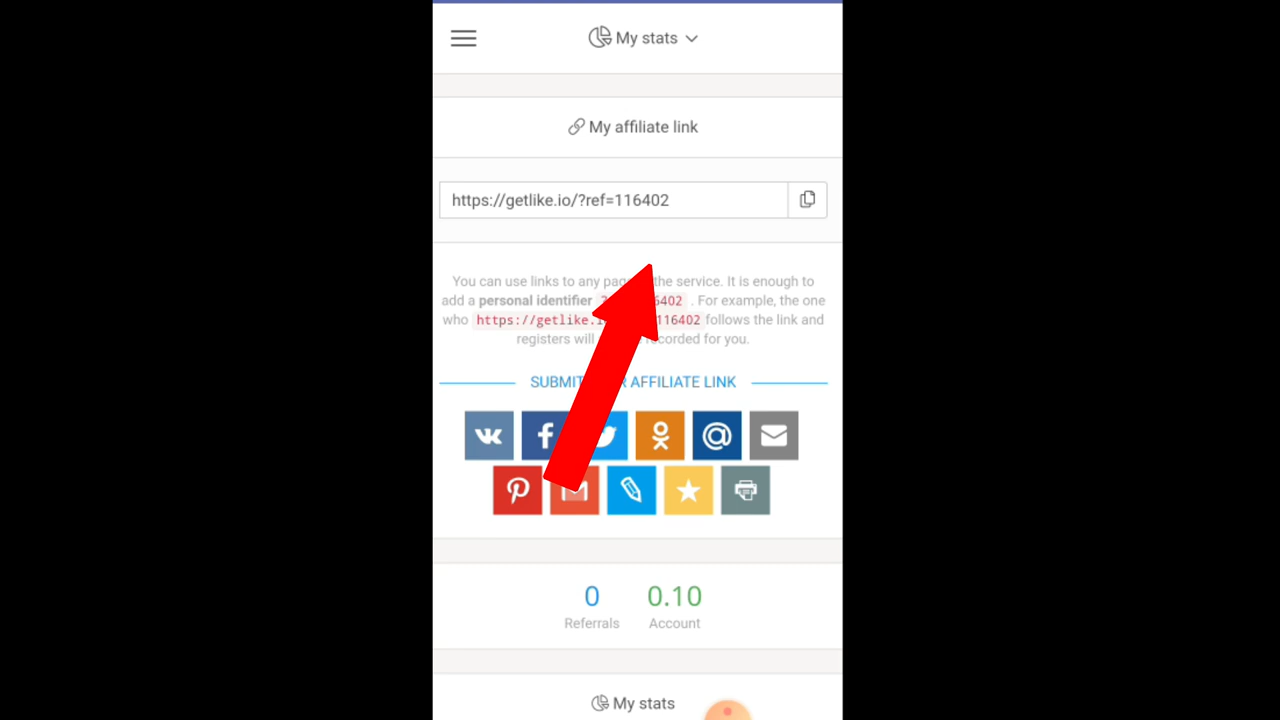 My stats
My affiliate link
https://getlike.io/?ref=116402
You can use links to any the service. It is enough to
add a personal identifier 6402 . For example, the one
who https://getlike.i 116402 follows the link and
registers will recorded for you.
SUBMIT AFFILIATE LINK
0 0.10
Referrals Account
My stats